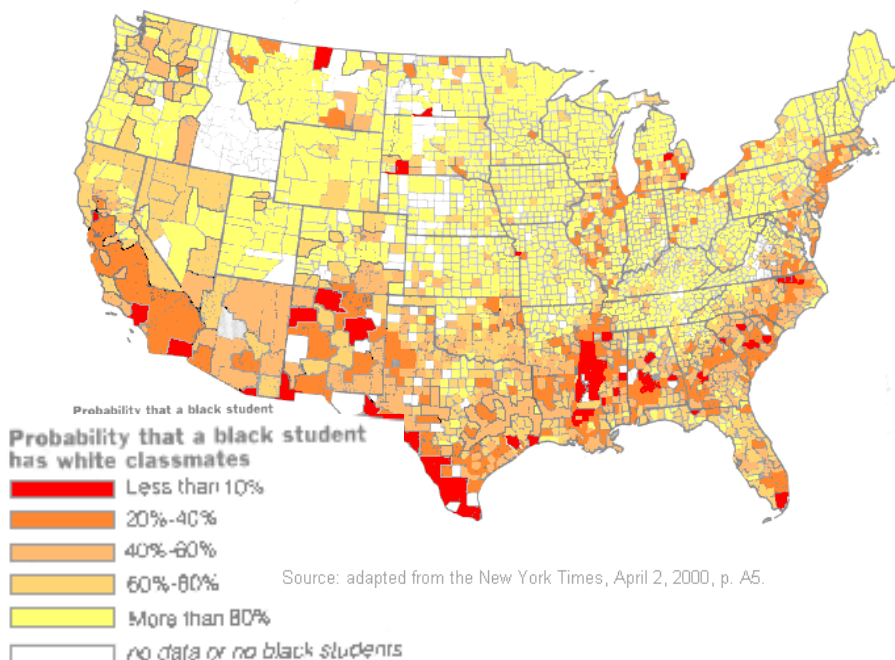 Probability that a black student
Probability that a black student
has white classmates
Less than 10%
20%-40%
40%-60%
60%-80%
More than 80%
no data or no black students
Source: adapted from the New York Times, April 2, 2000, p. A5.